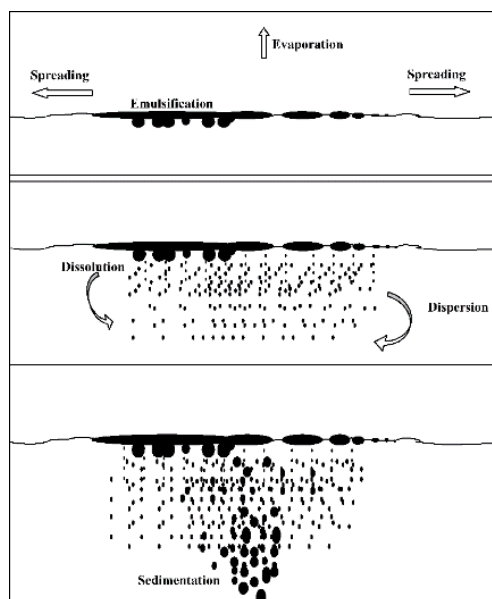 Evaporation
Spreading
Spreading
Emulsification
Dissolution
Dispersion
Sedimentation